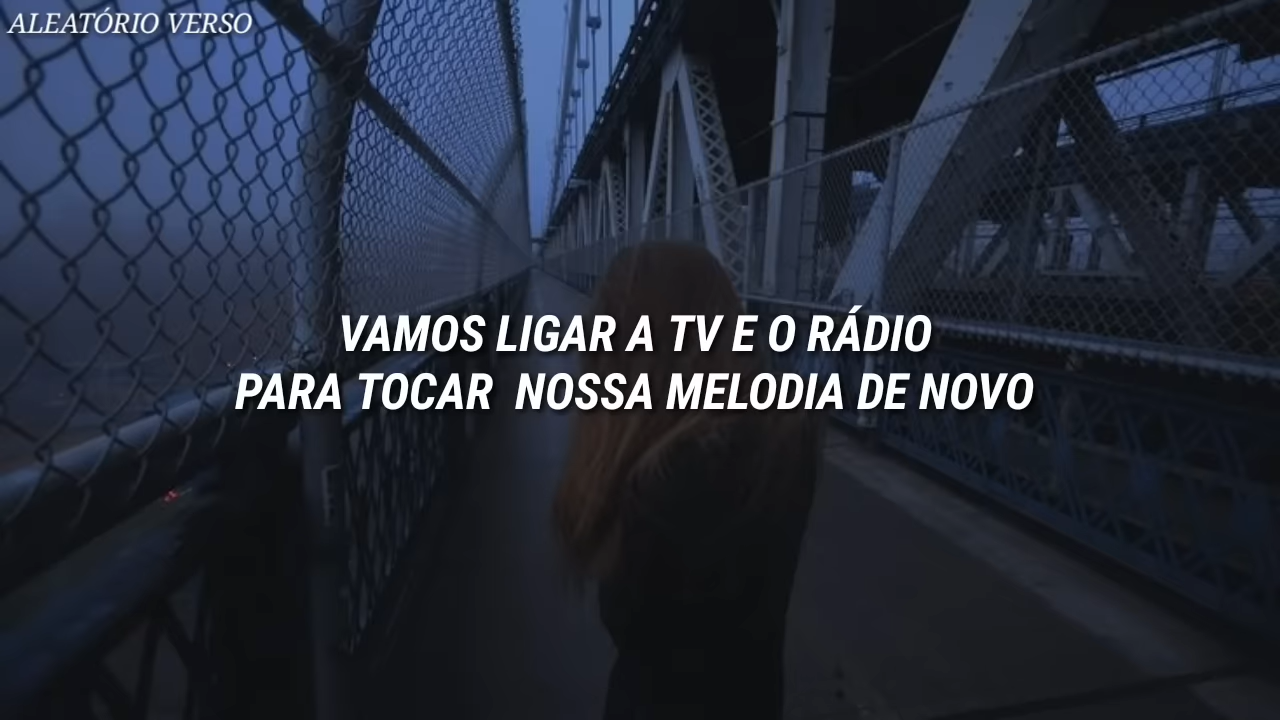 ALEATÓRIO VERSO
VAMOS LIGAR A TV E O RÁDIO
PARA TOCAR NOSSA MELODIA DE NOVO